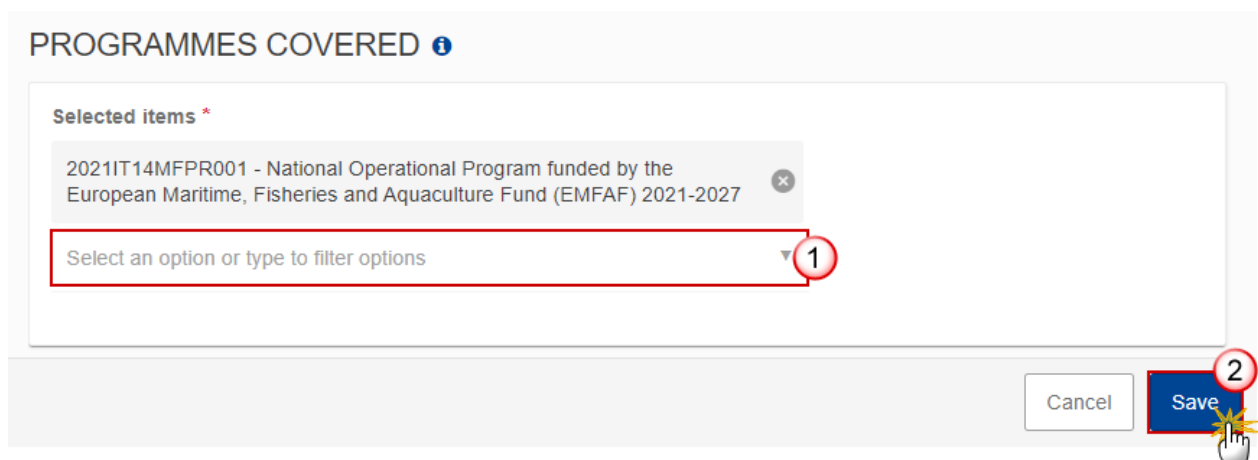 PROGRAMMES COVERED
Selected items *
2021IT14MFPR001 - National Operational Program funded by the
European Maritime, Fisheries and Aquaculture Fund (EMFAF) 2021-2027
Select an option or type to filter options
1
2
Cancel
Save